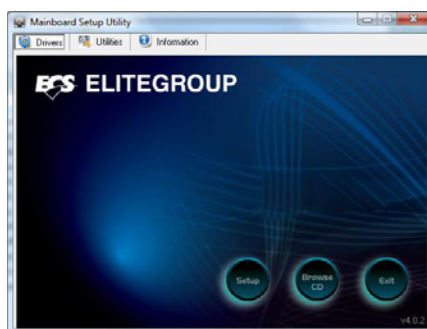 Mainboard Setup Utility
Drivers Utilities Information
ECS ELITEGROUP
Setup Browse CD Exit
v4.0.2